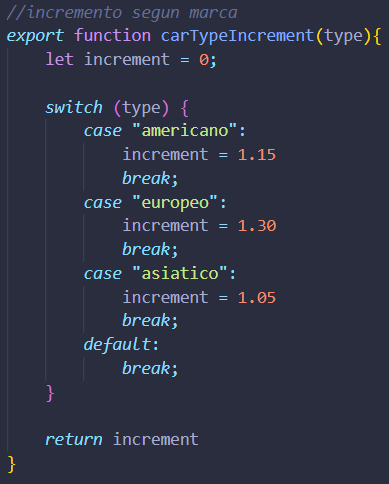 //incremento segun marca
export function carTypeIncrement(type){
    let increment = 0;

    switch (type) {
        case "americano":
            increment = 1.15
            break;
        case "europeo":
            increment = 1.30
            break;
        case "asiatico":
            increment = 1.05
            break;
        default:
            break;
    }

    return increment
}